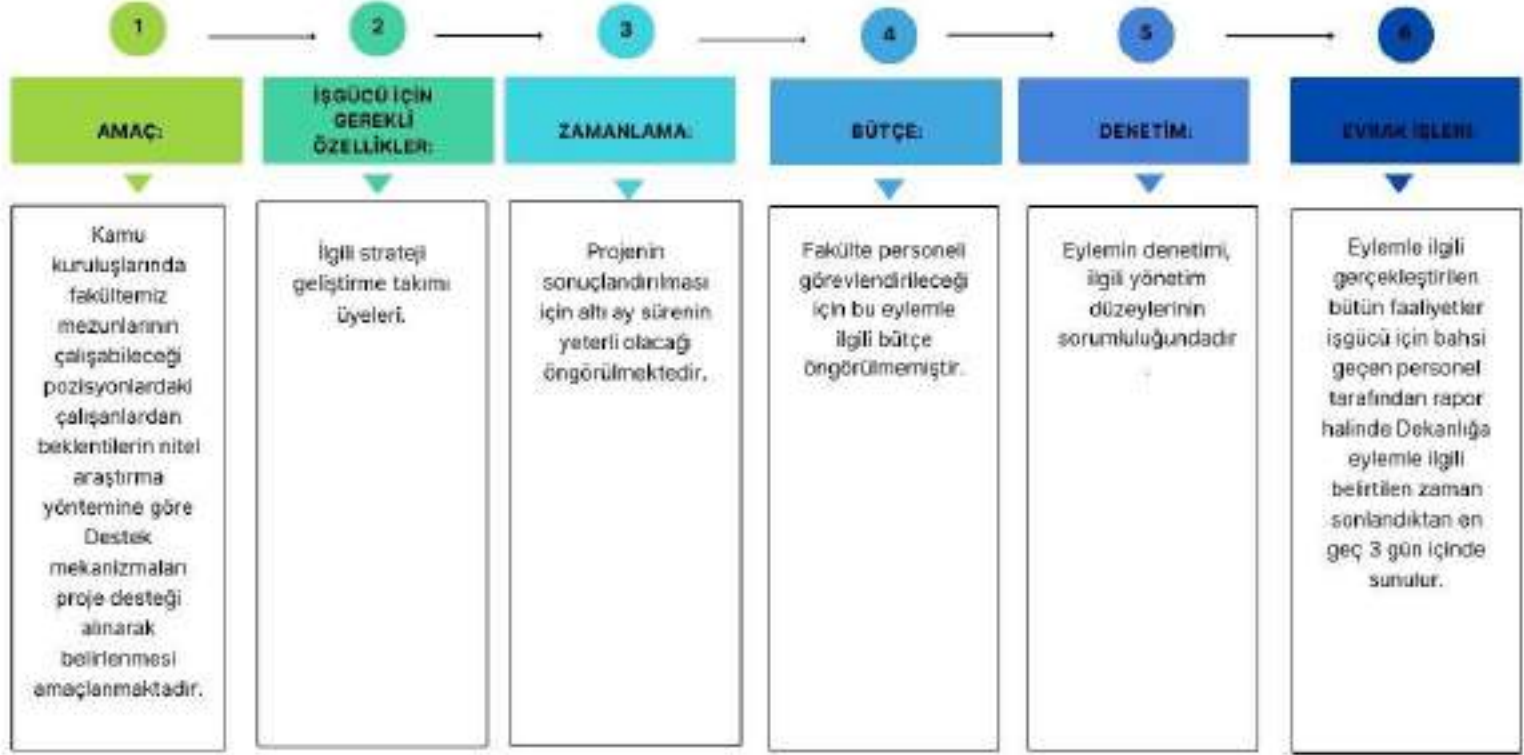 1
2
3
4
5
6
AMAÇ:
İŞGÜCÜ İÇİN
GEREKLİ
ÖZELLİKLER:
ZAMANLAMA:
BÜTÇE:
DENETİM:
EVRAK İŞLERİ:
Kamu
kuruluşlarında
fakültemiz
mezunlarının
çalışabileceği
pozisyonlardaki
çalışanlardan
beklentilerin nitel
araştırma
yöntemine göre
Destek
mekanizmaları
proje desteği
alınarak
belirlenmesi
amaçlanmaktadır.
İlgili strateji
geliştirme takımı
üyeleri.
Projenin
sonuçlandırılması
için altı ay sürenin
yeterli olacağı
öngörülmektedir.
Fakülte personeli
görevlendirileceği
için bu eylemle
ilgili bütçe
öngörülmemiştir.
Eylemin denetimi,
ilgili yönetim
düzeylerinin
sorumluluğundadır
.
Eylemle ilgili
gerçekleştirilen
bütün faaliyetler
işgücü için bahsi
geçen personel
tarafından rapor
halinde Dekanlığa
eylemle ilgili
belirtilen zaman
sonlandıktan en
geç 3 gün içinde
sunulur.